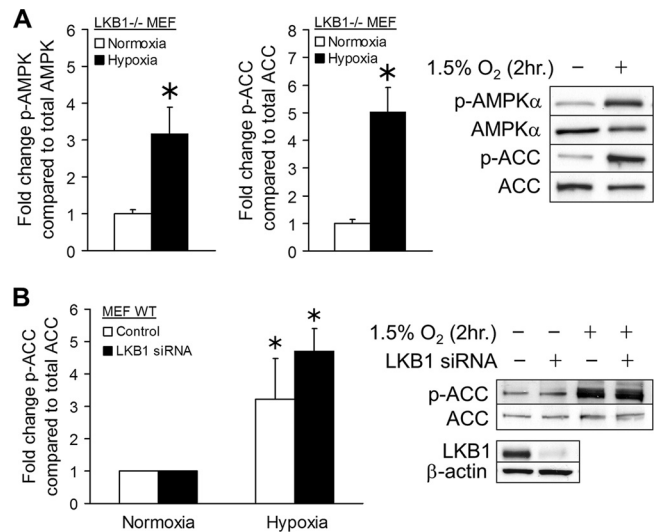 A
LKB1-/- MEF
Normoxia
Hypoxia
Fold change p-AMPK
compared to total AMPK
6
5
4
3
2
1
0
*
LKB1-/- MEF
Normoxia
Hypoxia
Fold change p-ACC
compared to total ACC
8
7
6
5
4
3
2
1
0
*
1.5% O2 (2hr.) − +
p-AMPKα
AMPKα
p-ACC
ACC
B
MEF WT
Control
LKB1 siRNA
Fold change p-ACC
compared to total ACC
7
6
5
4
3
2
1
0
* *
Normoxia Hypoxia
1.5% O2 (2hr.) − − + +
LKB1 siRNA − + − +
p-ACC
ACC
LKB1
β-actin